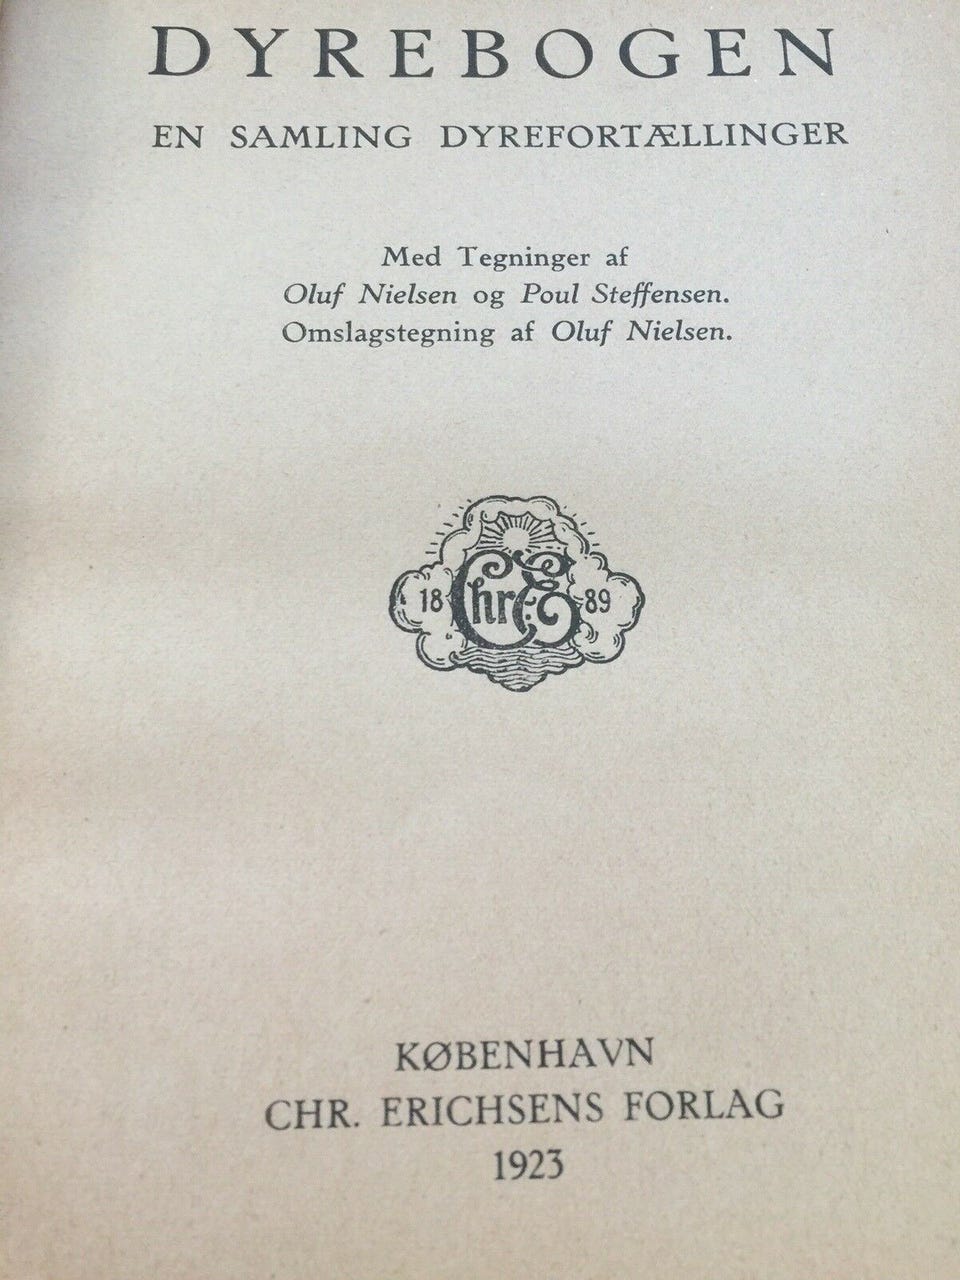 DYREBOGEN
EN SAMLING DYREFORTÆLLINGER
Med Tegninger af
Oluf Nielsen og Poul Steffensen.
Omslagstegning af Oluf Nielsen.
18 Chr. E 89
KØBENHAVN
CHR. ERICHSENS FORLAG
1923